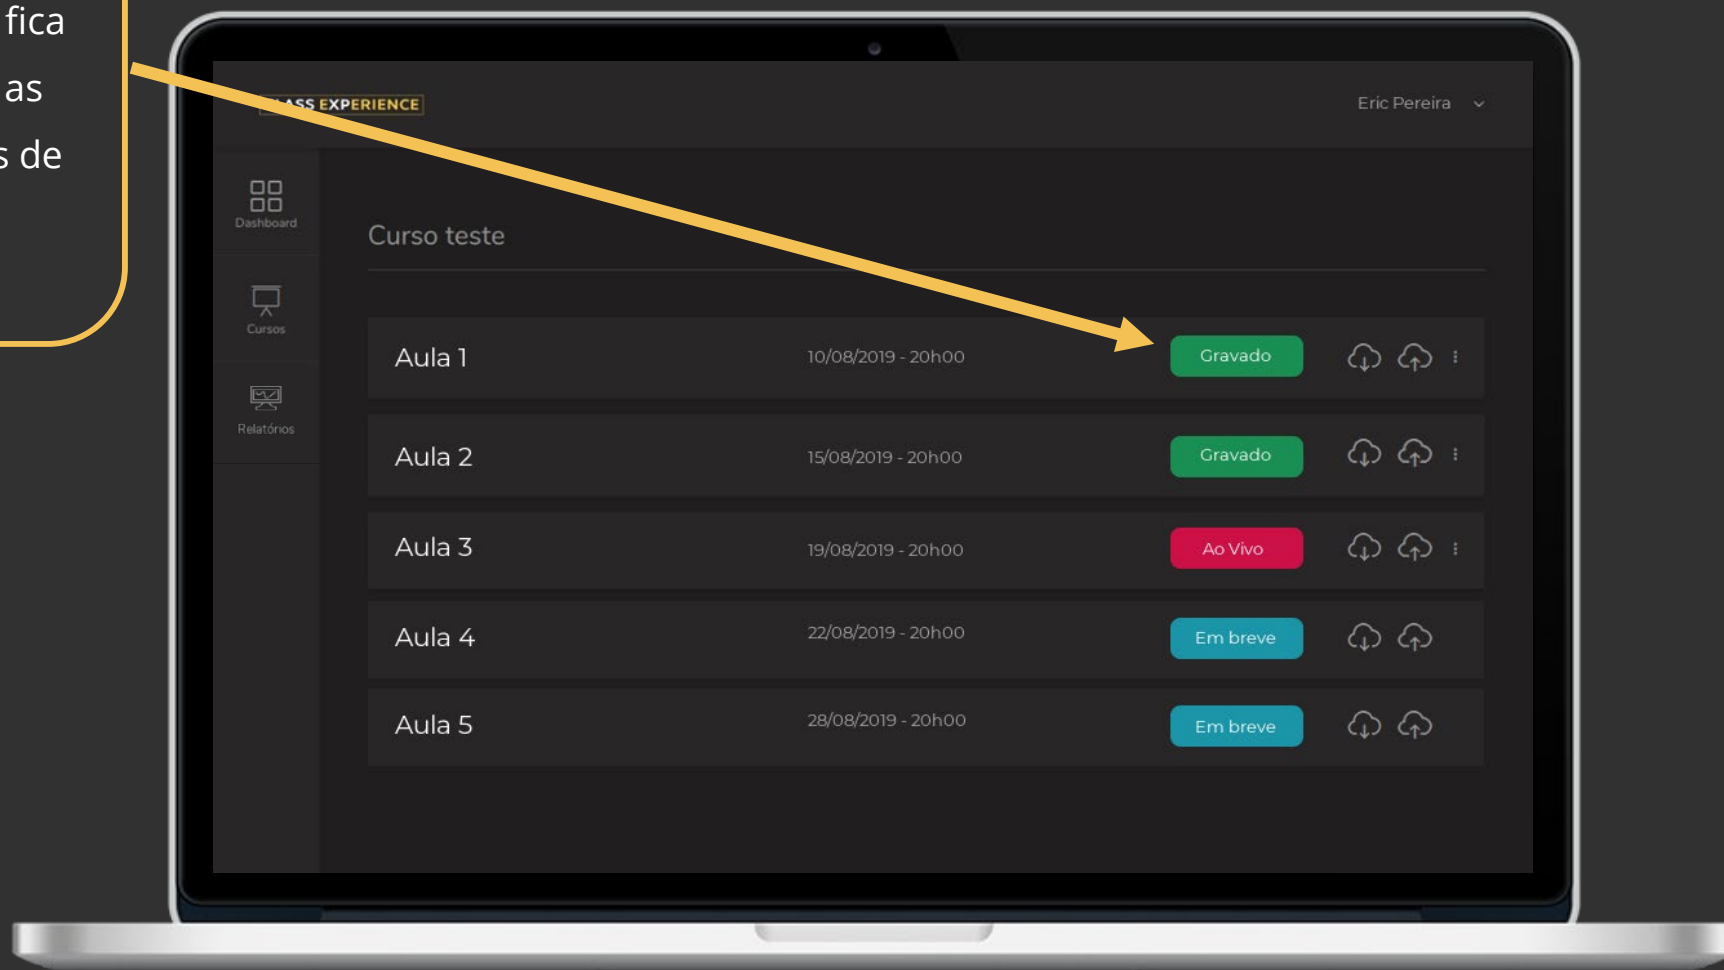 fica
as
s de
EXPERIENCE
Eric Pereira
Dashboard
Curso teste
Cursos
Aula 1 10/08/2019 - 20h00 Gravado
Relatórios
Aula 2 15/08/2019 - 20h00 Gravado
Aula 3 19/08/2019 - 20h00 Ao Vivo
Aula 4 22/08/2019 - 20h00 Em breve
Aula 5 28/08/2019 - 20h00 Em breve